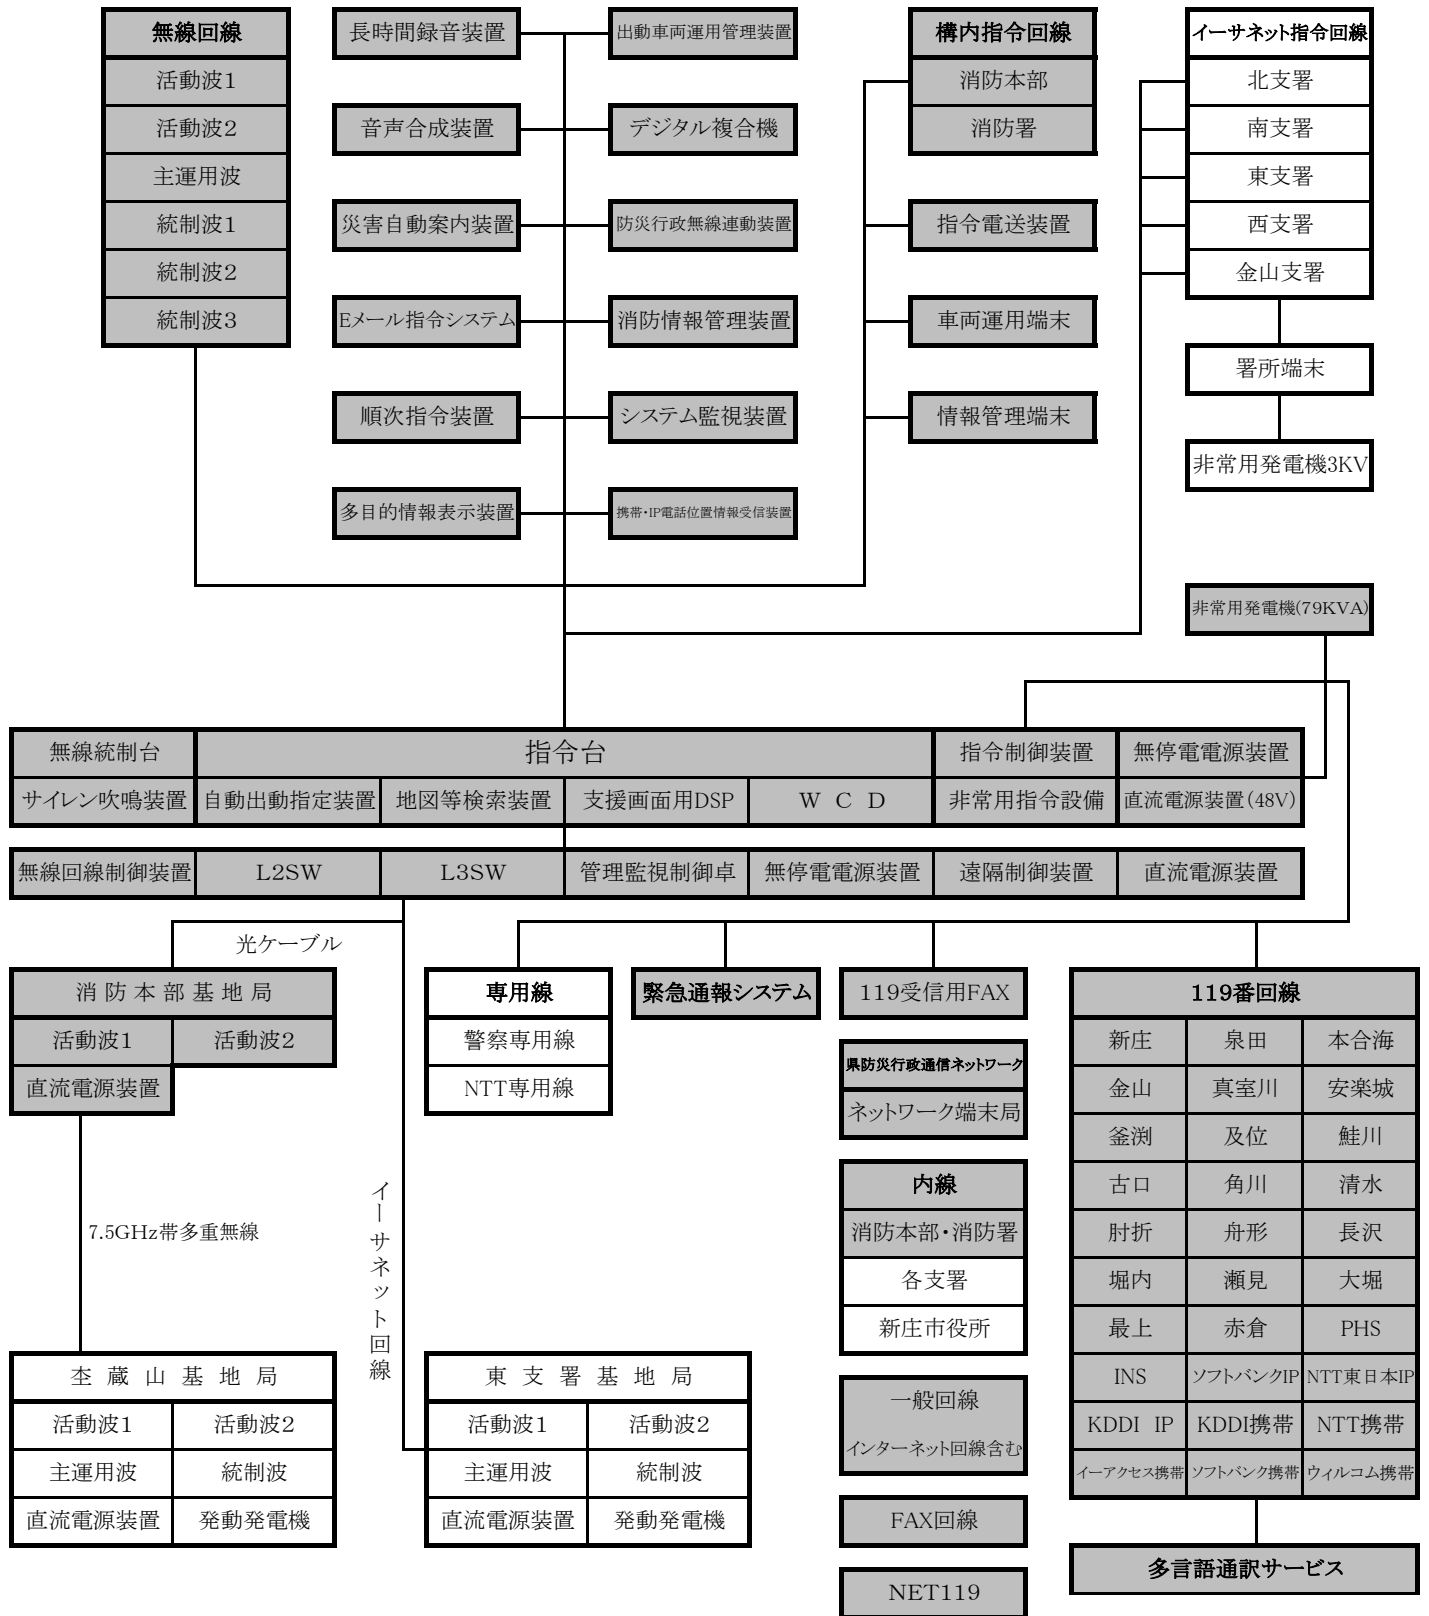 無線回線
活動波1
活動波2
主運用波
統制波1
統制波2
統制波3
長時間録音装置
出動車両運用管理装置
音声合成装置
デジタル複合機
災害自動案内装置
防災行政無線連動装置
Eメール指令システム
消防情報管理装置
順次指令装置
システム監視装置
多目的情報表示装置
携帯・IP電話位置情報受信装置
構内指令回線
消防本部
消防署
指令電送装置
車両運用端末
情報管理端末
イーサネット指令回線
北支署
南支署
東支署
西支署
金山支署
署所端末
非常用発電機3KV
非常用発電機(79KVA)
無線統制台
指令台
指令制御装置
無停電電源装置
サイレン吹鳴装置
自動出動指定装置
地図等検索装置
支援画面用DSP
W C D
非常用指令設備
直流電源装置(48V)
無線回線制御装置
L2SW
L3SW
管理監視制御卓
無停電電源装置
遠隔制御装置
直流電源装置
光ケーブル
消防本部基地局
活動波1
活動波2
直流電源装置
7.5GHz帯多重無線
イーサネット回線
杢蔵山基地局
活動波1
活動波2
主運用波
統制波
直流電源装置
発動発電機
東支署基地局
活動波1
活動波2
主運用波
統制波
直流電源装置
発動発電機
専用線
警察専用線
NTT専用線
緊急通報システム
119受信用FAX
県防災行政通信ネットワーク
ネットワーク端末局
内線
消防本部・消防署
各支署
新庄市役所
一般回線
インターネット回線含む
FAX回線
NET119
119番回線
新庄 泉田 本合海
金山 真室川 安楽城
釜渕 及位 鮭川
古口 角川 清水
肘折 舟形 長沢
堀内 瀬見 大堀
最上 赤倉 PHS
INS ソフトバンクIP NTT東日本IP
KDDI IP KDDI携帯 NTT携帯
イーアクセス携帯 ソフトバンク携帯 ウィルコム携帯
多言語通訳サービス